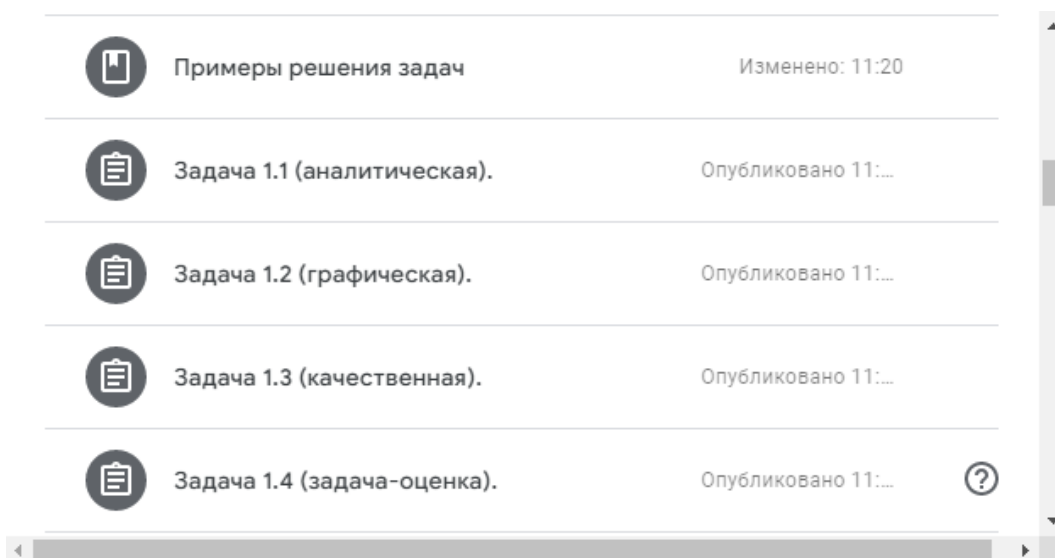 Примеры решения задач Изменено: 11:20
Задача 1.1 (аналитическая). Опубликовано 11:...
Задача 1.2 (графическая). Опубликовано 11:...
Задача 1.3 (качественная). Опубликовано 11:...
Задача 1.4 (задача-оценка). Опубликовано 11:...